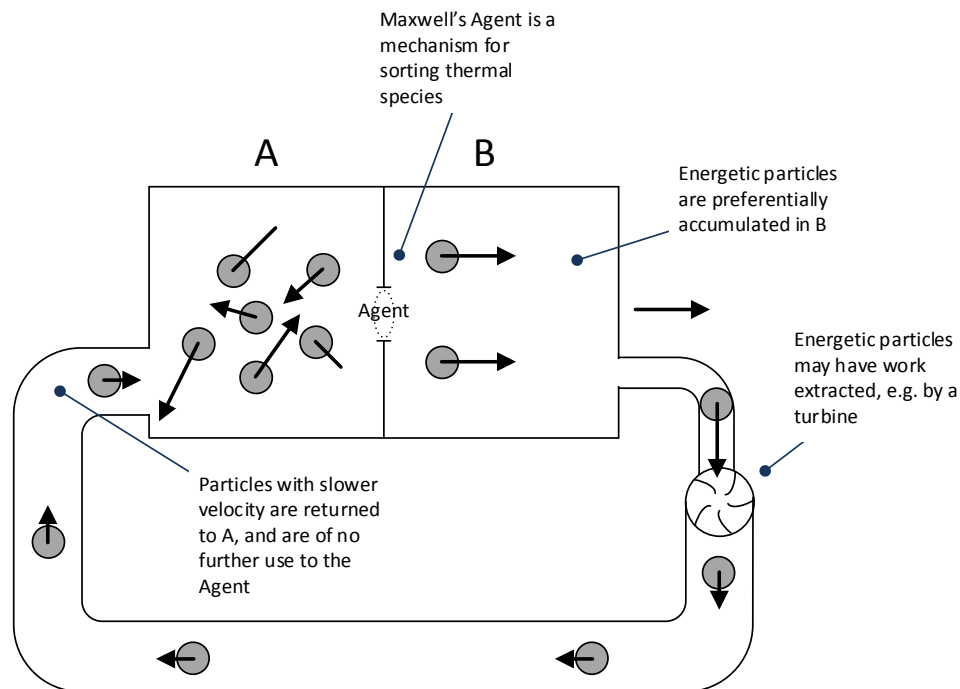 Maxwell’s Agent is a
mechanism for
sorting thermal
species
A
B
Energetic particles
are preferentially
accumulated in B
Agent
Energetic particles
may have work
extracted, e.g. by a
turbine
Particles with slower
velocity are returned
to A, and are of no
further use to the
Agent